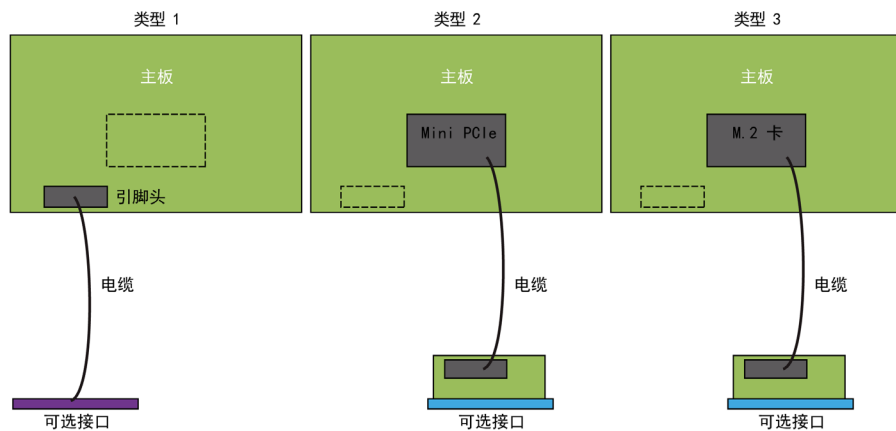 类型 1
类型 2
类型 3
主板
主板
主板
Mini PCIe
M.2 卡
引脚头
电缆
电缆
电缆
可选接口
可选接口
可选接口